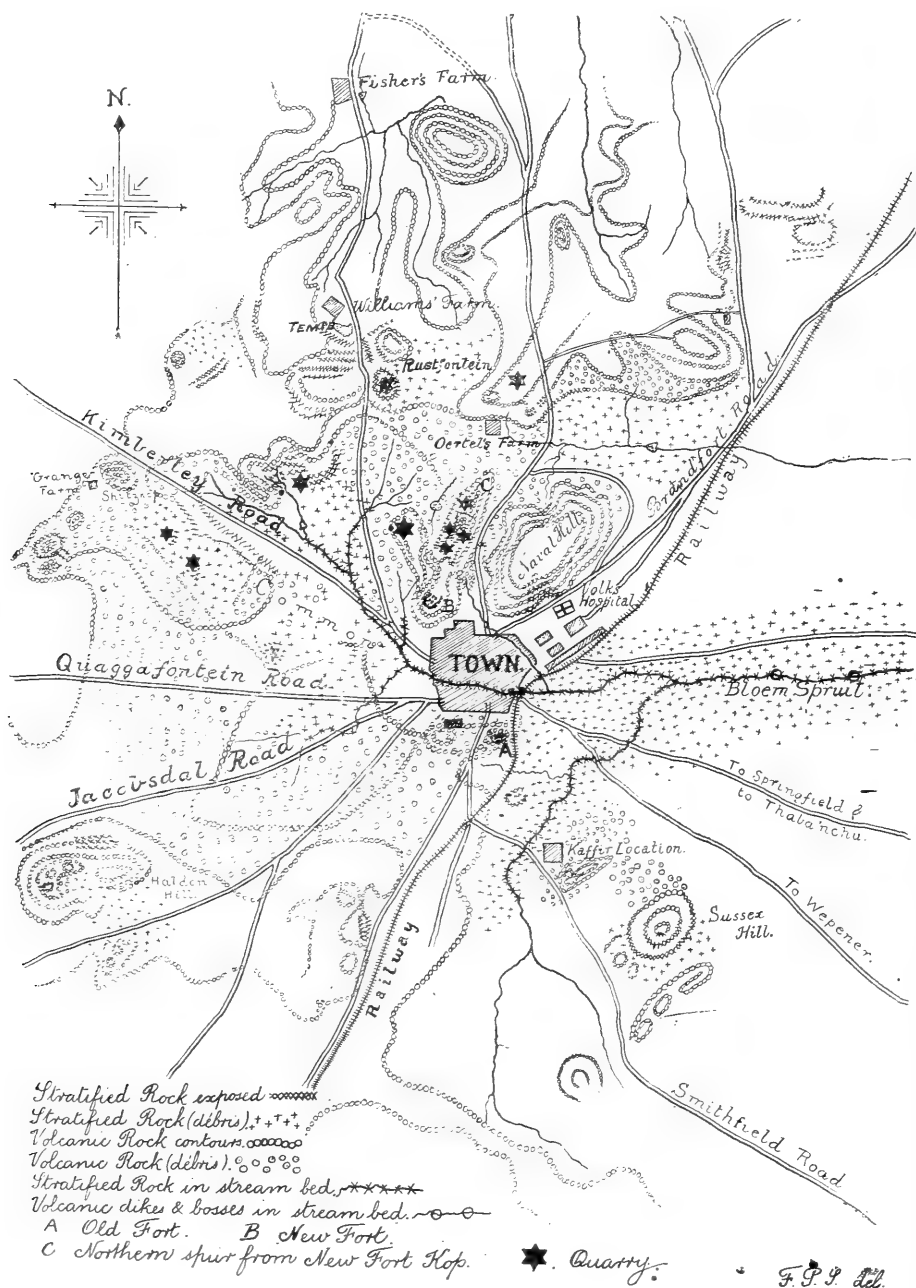 N.
Fisher's Farm.
Williams' Farm.
TEMPE
Rustfontein
Oertel's Farm
Kimberley Road.
"Grange"
Farm
C
Naval Hill
Brandfort Road
Railway
Volks
Hospital
B
Common
TOWN.
Quaggafontein Road.
Bloem Spruit
A
Jaccvsdal Road
To Springfield &
to Thaba'nchu.
Kaffir Location.
Halden
Hill
Sussex
Hill.
To Wepener.
Railway
Smithfield Road
Stratified Rock exposed
Stratified Rock (débris).
Volcanic Rock contours.
Volcanic Rock (débris).
Stratified Rock in stream bed.
Volcanic dikes & bosses in stream bed.
A Old Fort. B New Fort.
C Northern spur from New Fort Kop. Quarry.
F. P. S. del.